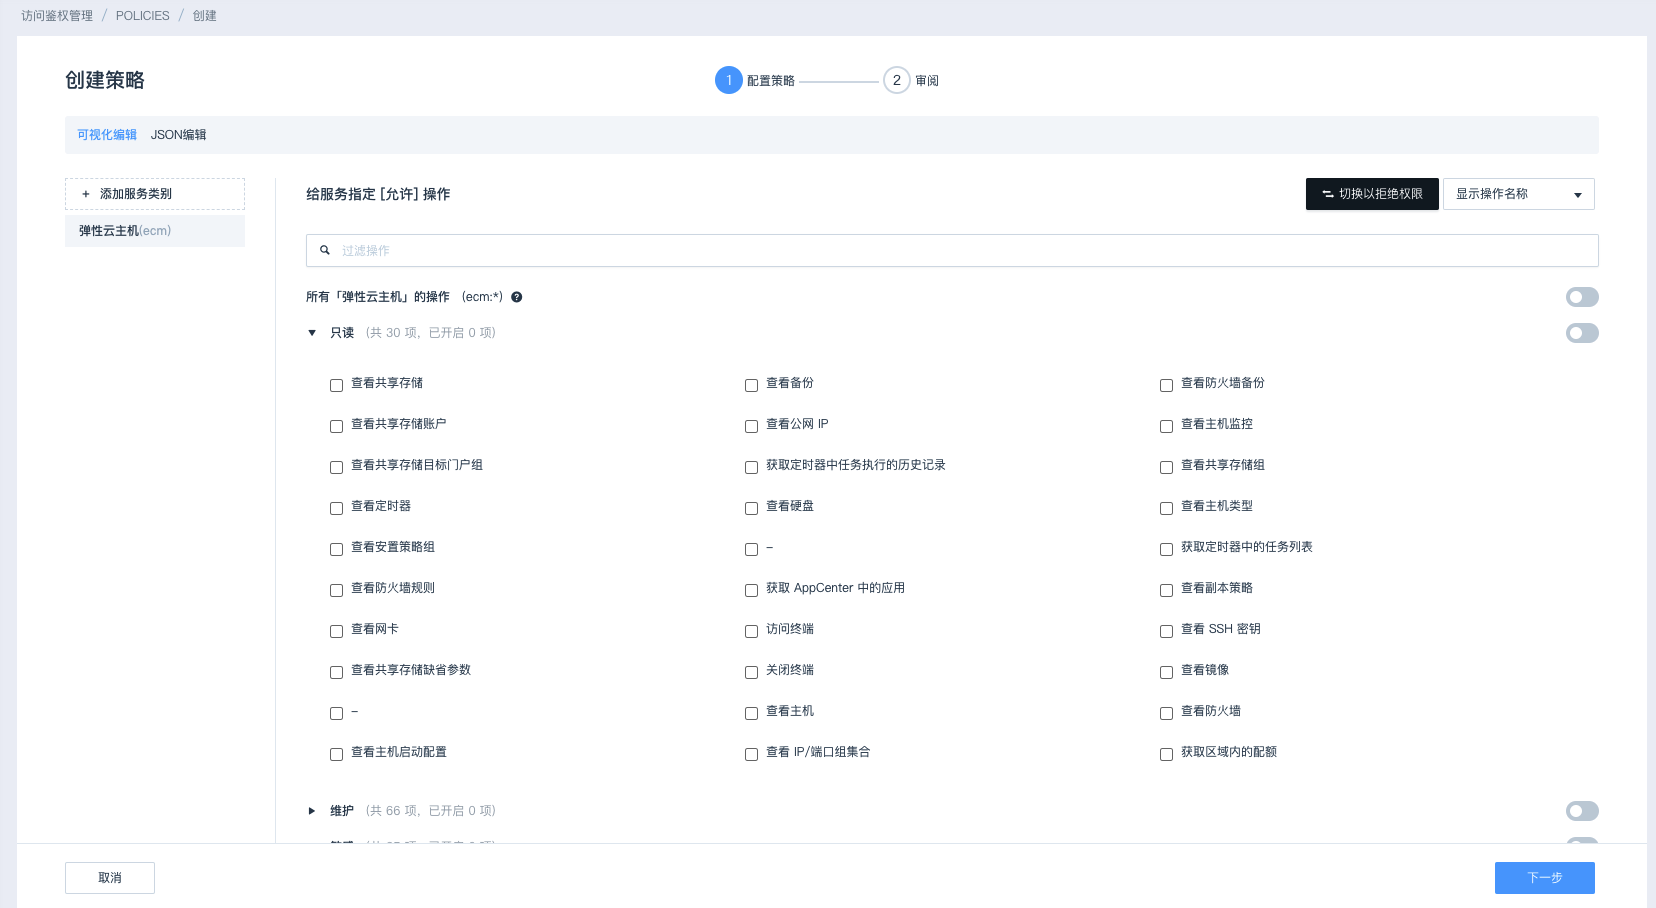 访问鉴权管理 / POLICIES / 创建
创建策略
1 配置策略
2 审阅
可视化编辑 JSON编辑
+ 添加服务类别
弹性云主机(ecm)
给服务指定 [允许] 操作
切换以拒绝权限
显示操作名称
过滤操作
所有「弹性云主机」的操作 (ecm:*)
只读 (共 30 项，已开启 0 项)
查看共享存储 查看备份 查看防火墙备份
查看共享存储账户 查看公网 IP 查看主机监控
查看共享存储目标门户组 获取定时器中任务执行的历史记录 查看共享存储组
查看定时器 查看硬盘 查看主机类型
查看安置策略组 – 获取定时器中的任务列表
查看防火墙规则 获取 AppCenter 中的应用 查看副本策略
查看网卡 访问终端 查看 SSH 密钥
查看共享存储缺省参数 关闭终端 查看镜像
– 查看主机 查看防火墙
查看主机启动配置 查看 IP/端口组集合 获取区域内的配额
维护 (共 66 项，已开启 0 项)
取消
下一步